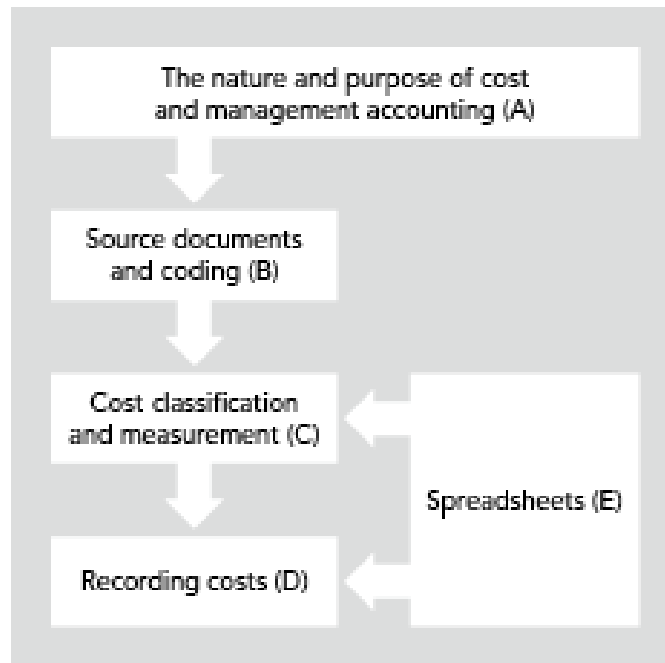 The nature and purpose of cost
and management accounting (A)
Source documents
and coding (B)
Cost classification
and measurement (C)
Spreadsheets (E)
Recording costs (D)